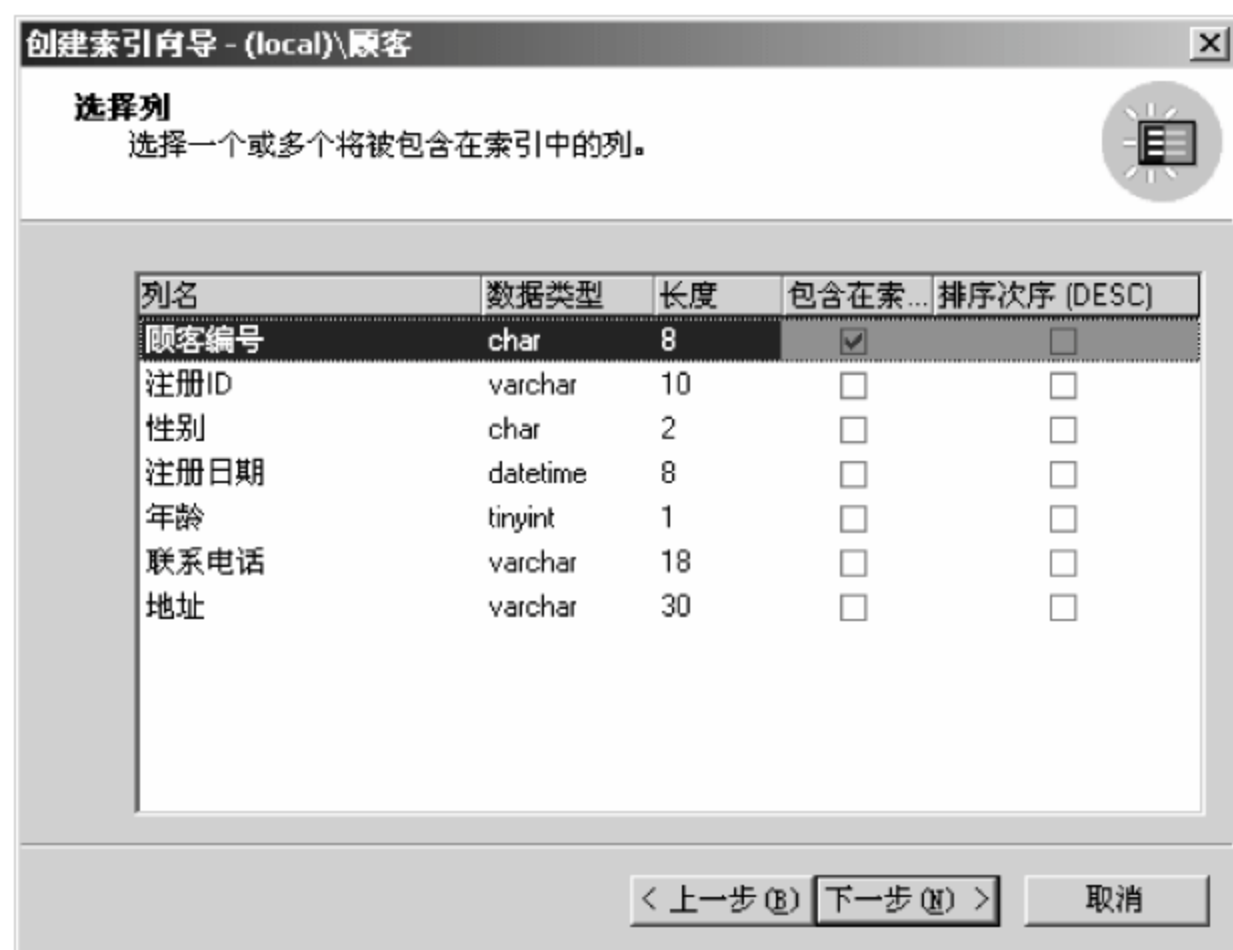 创建索引向导 - (local)\顾客
选择列
选择一个或多个将被包含在索引中的列。
列名 数据类型 长度 包含在索... 排序次序 (DESC)
顾客编号 char 8
注册ID varchar 10
性别 char 2
注册日期 datetime 8
年龄 tinyint 1
联系电话 varchar 18
地址 varchar 30
< 上一步(B) 下一步(N) > 取消